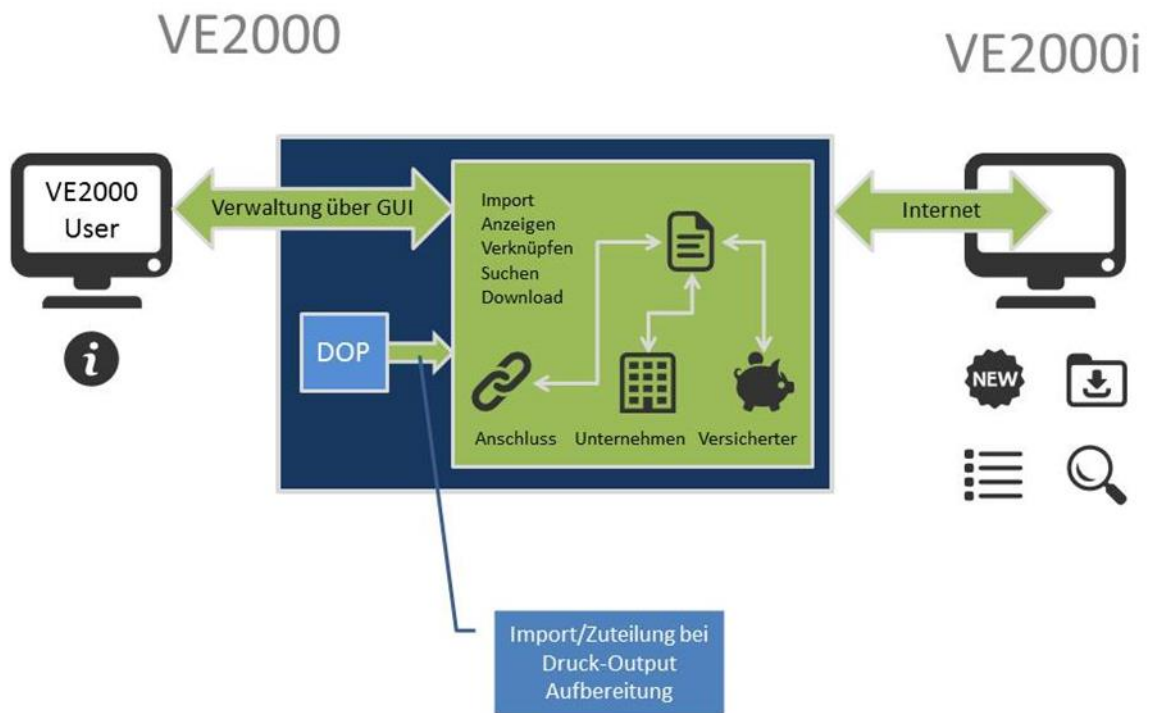 VE2000
VE2000i
VE2000
User
Verwaltung über GUI
Import
Anzeigen
Verknüpfen
Suchen
Download
Internet
DOP
NEW
Anschluss
Unternehmen
Versicherter
Import/Zuteilung bei
Druck-Output
Aufbereitung